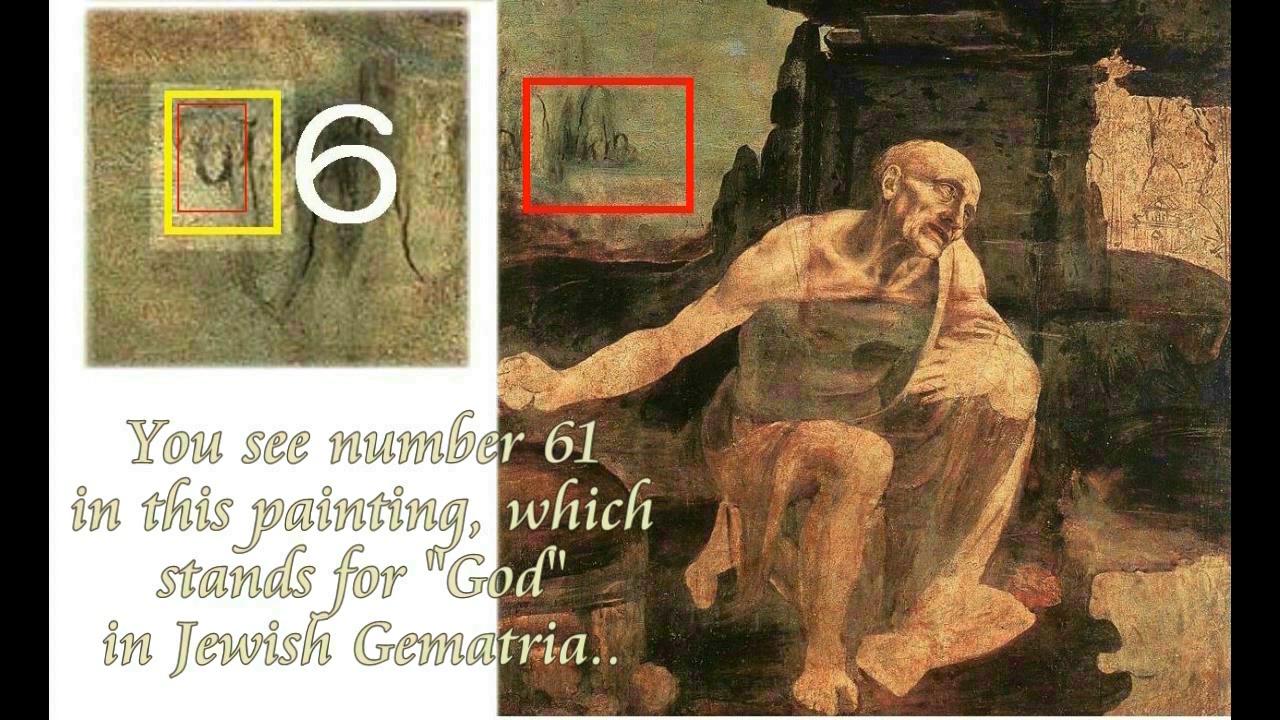 6
You see number 61
in this painting, which
stands for "God"
in Jewish Gematria..